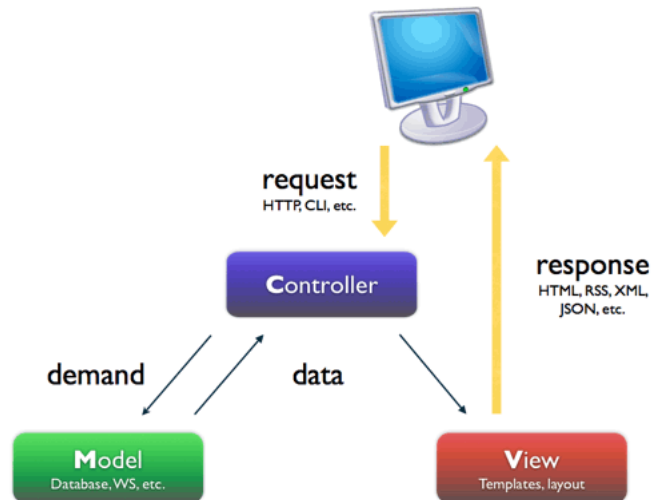 request
HTTP, CLI, etc.
Controller
response
HTML, RSS, XML,
JSON, etc.
demand
data
Model
Database, WS, etc.
View
Templates, layout